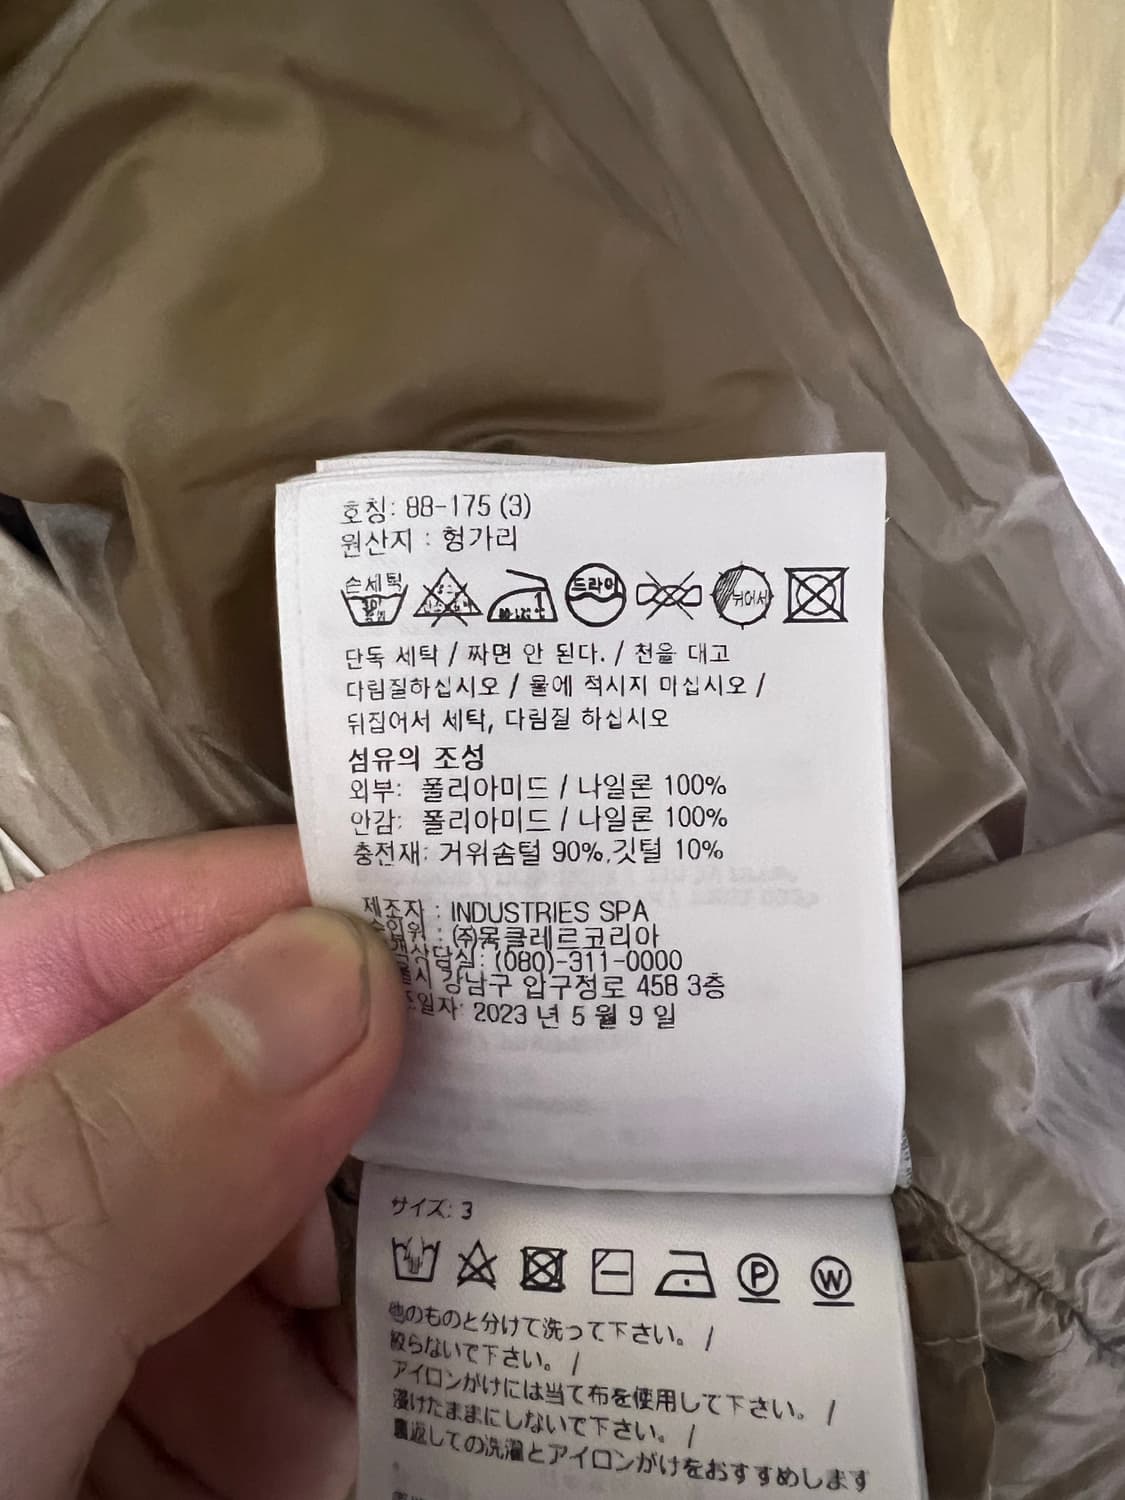 호칭: 88-175 (3)
원산지 : 헝가리
손세탁
드라이
뉘어서
단독 세탁 / 짜면 안 된다. / 천을 대고
다림질하십시오 / 물에 적시지 마십시오 /
뒤집어서 세탁, 다림질 하십시오
섬유의 조성
외부: 폴리아미드 / 나일론 100%
안감: 폴리아미드 / 나일론 100%
충전재: 거위솜털 90%,깃털 10%
제조자 : INDUSTRIES SPA
(주)몽클레르코리아
(080)-311-0000
강남구 압구정로 458 3층
2023 년 5 월 9 일
サイズ: 3
P
W
他のものと分けて洗って下さい。 /
絞らないで下さい。 /
アイロンがけには当て布を使用して下さい。 /
浸けたままにしないで下さい。 /
裏返しての洗濯とアイロンがけをおすすめします